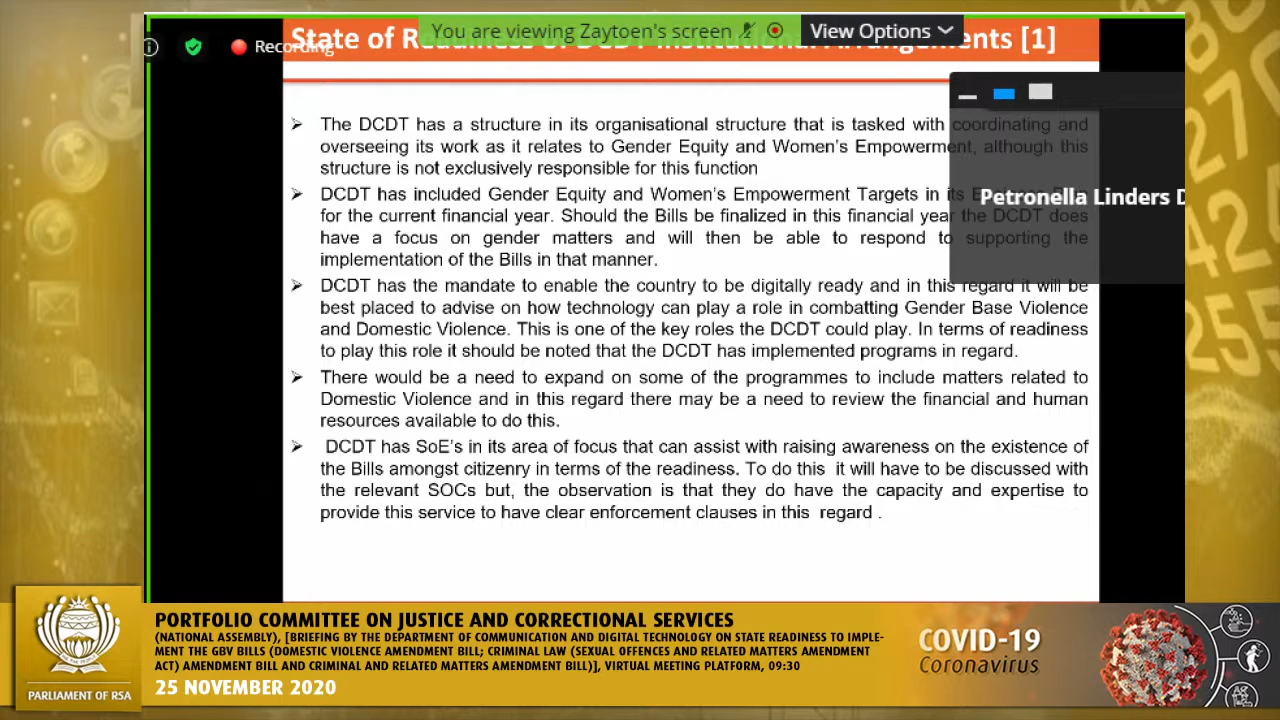 You are viewing Zaytoen's screen
View Options
Recording
State of Readiness of DCDT Institutional Arrangements [1]
➢ The DCDT has a structure in its organisational structure that is tasked with coordinating and
overseeing its work as it relates to Gender Equity and Women's Empowerment, although this
structure is not exclusively responsible for this function
➢ DCDT has included Gender Equity and Women's Empowerment Targets in its
for the current financial year. Should the Bills be finalized in this financial year the DCDT does
have a focus on gender matters and will then be able to respond to supporting the
implementation of the Bills in that manner.
➢ DCDT has the mandate to enable the country to be digitally ready and in this regard it will be
best placed to advise on how technology can play a role in combatting Gender Base Violence
and Domestic Violence. This is one of the key roles the DCDT could play. In terms of readiness
to play this role it should be noted that the DCDT has implemented programs in regard.
➢ There would be a need to expand on some of the programmes to include matters related to
Domestic Violence and in this regard there may be a need to review the financial and human
resources available to do this.
➢ DCDT has SoE's in its area of focus that can assist with raising awareness on the existence of
the Bills amongst citizenry in terms of the readiness. To do this it will have to be discussed with
the relevant SOCs but, the observation is that they do have the capacity and expertise to
provide this service to have clear enforcement clauses in this regard .
Petronella Linders D
PARLIAMENT OF RSA
PORTFOLIO COMMITTEE ON JUSTICE AND CORRECTIONAL SERVICES
(NATIONAL ASSEMBLY), [BRIEFING BY THE DEPARTMENT OF COMMUNICATION AND DIGITAL TECHNOLOGY ON STATE READINESS TO IMPLE-
MENT THE GBV BILLS (DOMESTIC VIOLENCE AMENDMENT BILL; CRIMINAL LAW (SEXUAL OFFENCES AND RELATED MATTERS AMENDMENT
ACT) AMENDMENT BILL AND CRIMINAL AND RELATED MATTERS AMENDMENT BILL)], VIRTUAL MEETING PLATFORM, 09:30
25 NOVEMBER 2020
COVID-19
Coronavirus